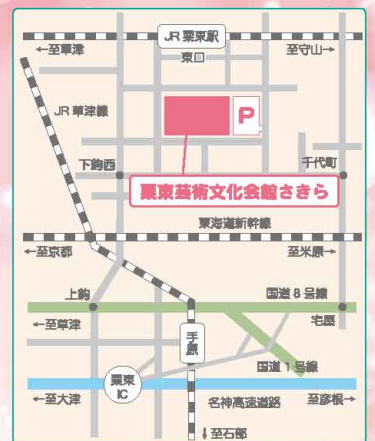 JR 栗東駅
←至草津
東口
至守山→
JR 草津線
P
下鈎西
千代町
栗東芸術文化会館さきら
東海道新幹線
←至京都
至米原→
上鈎
国道8号線
←至草津
手原
宅屋
国道1号線
栗東
IC
←至大津
名神高速道路
至彦根→
↓至石部